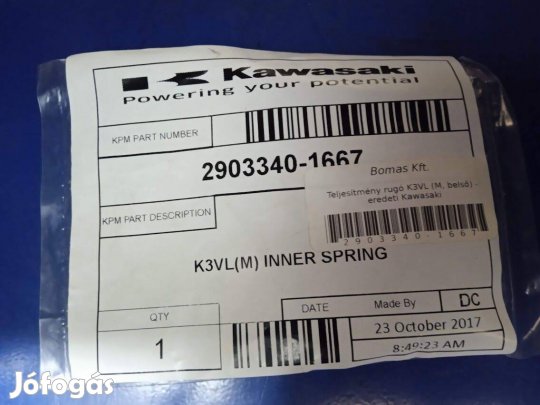 Kawasaki
Powering your potential
KPM PART NUMBER
2903340-1667
Bomas Kft.
Teljesítmény rugó K3VL (M, belső) -
eredeti Kawasaki
2903340-1667
KPM PART DESCRIPTION
K3VL(M) INNER SPRING
QTY
1
DATE
Made By
DC
23 October 2017
8:49:23 AM
Jófogás